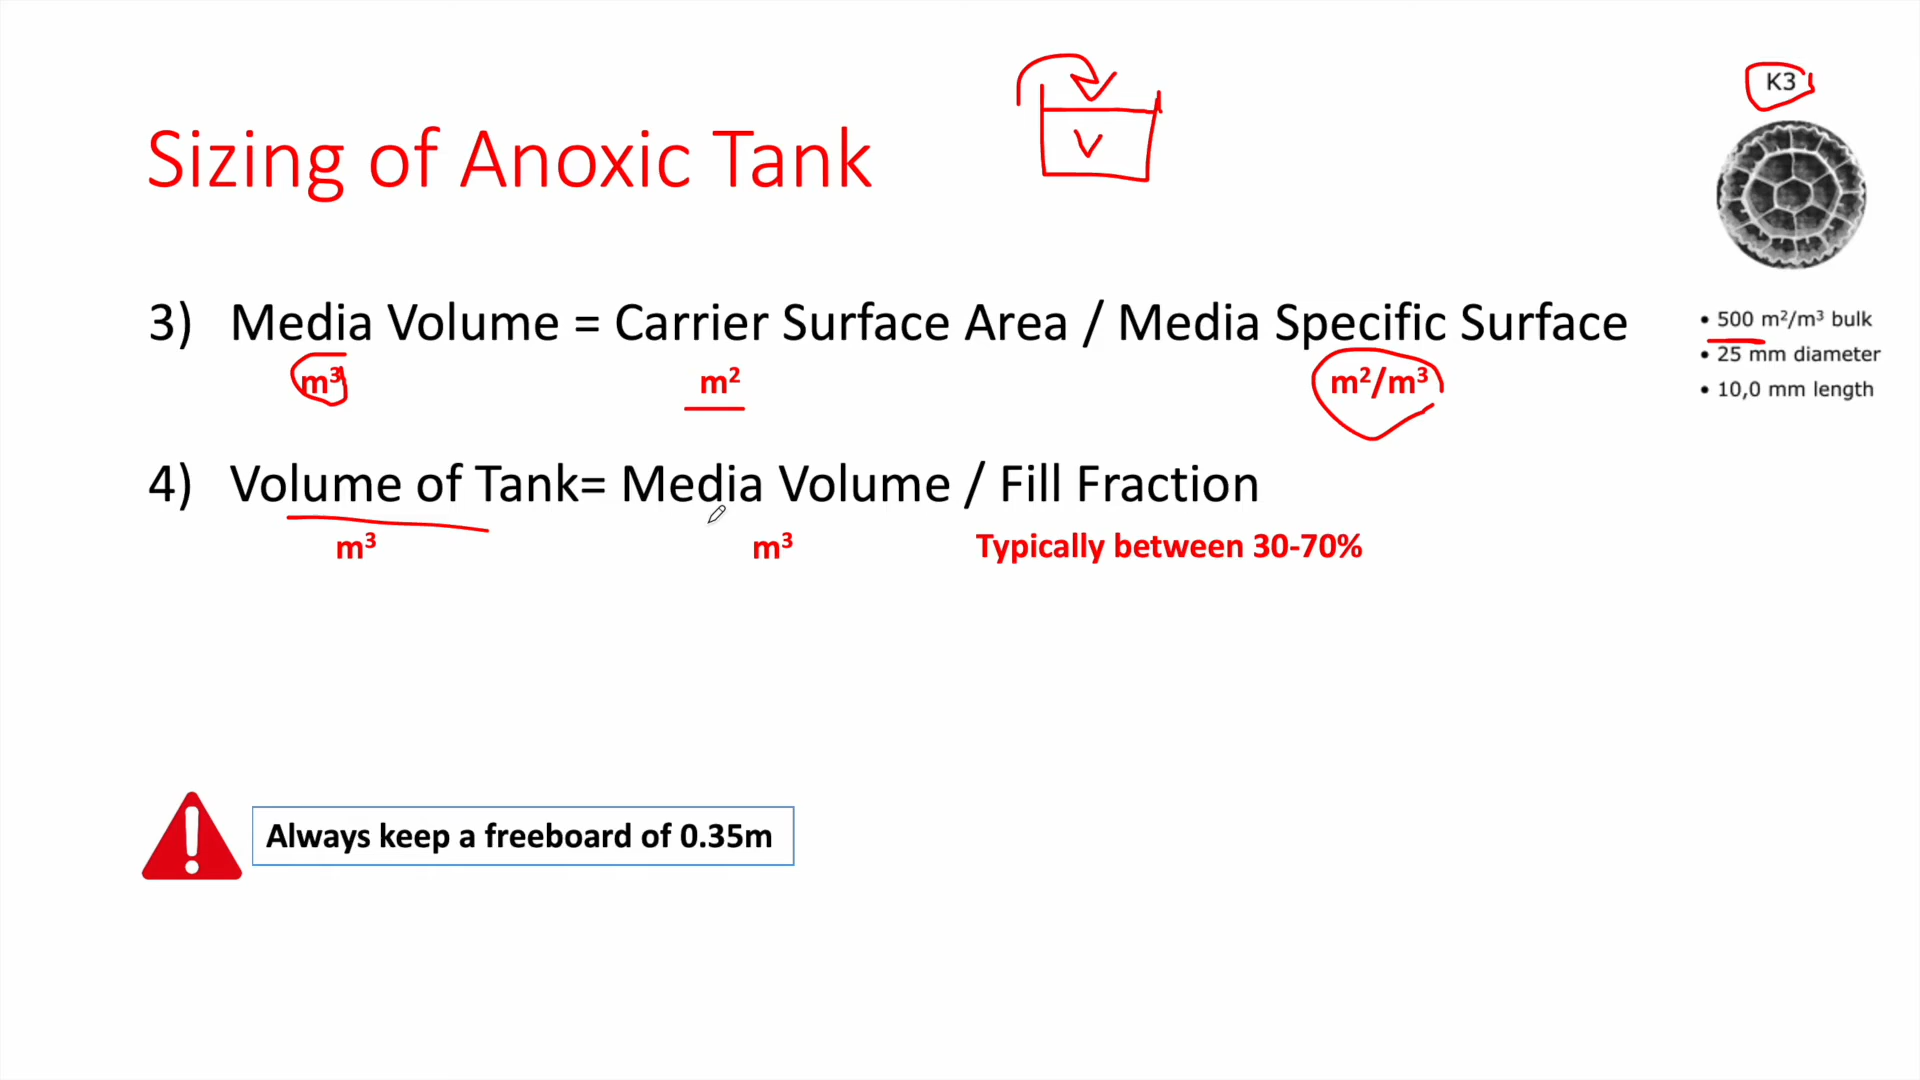 K3
V
Sizing of Anoxic Tank
3) Media Volume = Carrier Surface Area / Media Specific Surface
m³ m² m²/m³
• 500 m²/m³ bulk
• 25 mm diameter
• 10,0 mm length
4) Volume of Tank= Media Volume / Fill Fraction
m³ m³ Typically between 30-70%
Always keep a freeboard of 0.35m